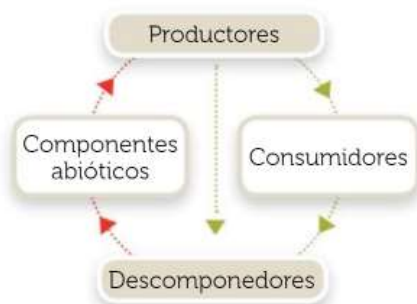 Productores
Componentes
abióticos
Consumidores
Descomponedores